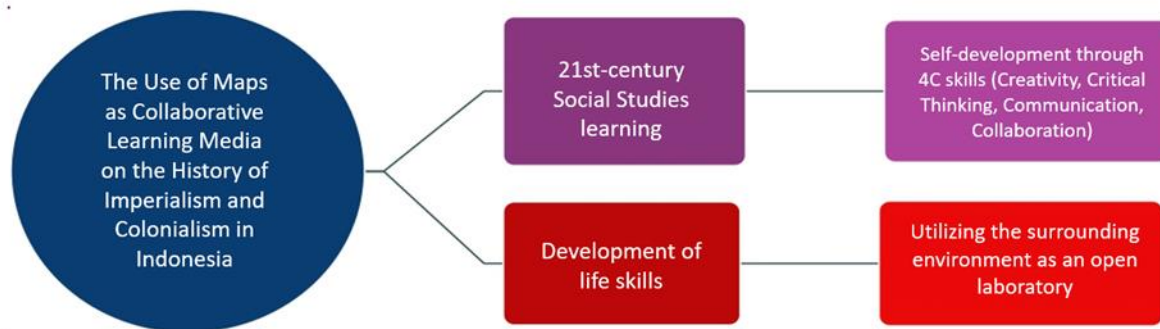 The Use of Maps
as Collaborative
Learning Media
on the History of
Imperialism and
Colonialism in
Indonesia
21st-century
Social Studies
learning
Self-development through
4C skills (Creativity, Critical
Thinking, Communication,
Collaboration)
Development of
life skills
Utilizing the surrounding
environment as an open
laboratory